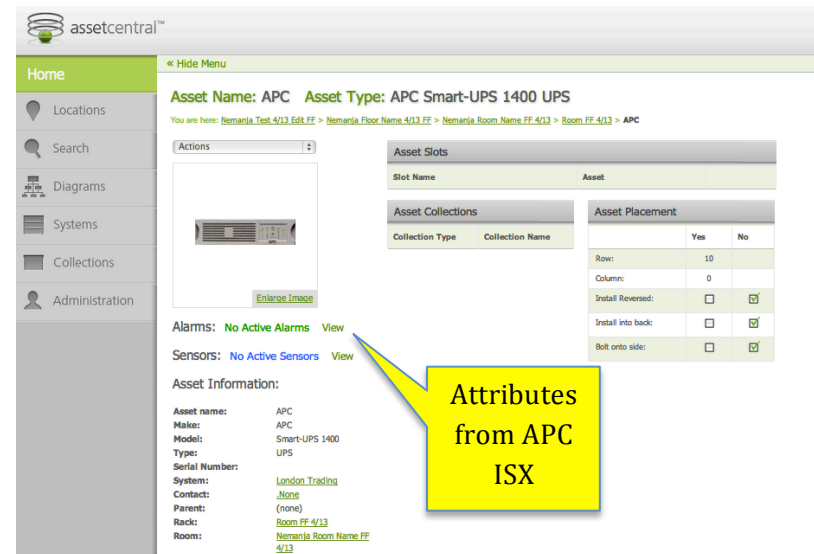 assetcentral™
« Hide Menu
Home
Locations
Search
Diagrams
Systems
Collections
Administration
Asset Name: APC Asset Type: APC Smart-UPS 1400 UPS
You are here: Nemanja Test 4/13 Edit FF > Nemanja Floor Name 4/13 FF > Nemanja Room Name FF 4/13 > Room FF 4/13 > APC
Actions
Enlarge Image
Alarms: No Active Alarms View
Sensors: No Active Sensors View
Asset Information:
Asset name: APC
Make: APC
Model: Smart-UPS 1400
Type: UPS
Serial Number:
System: London Trading
Contact: ,None
Parent: (none)
Rack: Room FF 4/13
Room: Nemanja Room Name FF
4/13
Asset Slots
Slot Name Asset
Asset Collections
Collection Type Collection Name
Asset Placement
Yes No
Row: 10
Column: 0
Install Reversed:
Install into back:
Bolt onto side:
Attributes
from APC
ISX